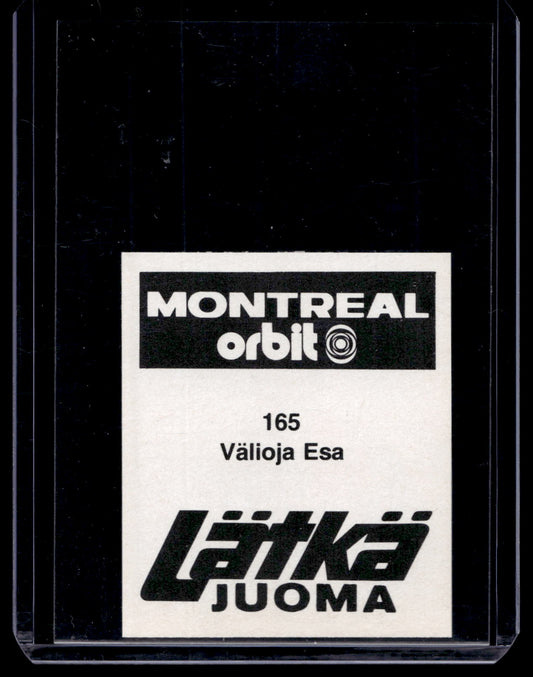 MONTREAL
orbit
165
Välioja Esa
Lätkä
JUOMA